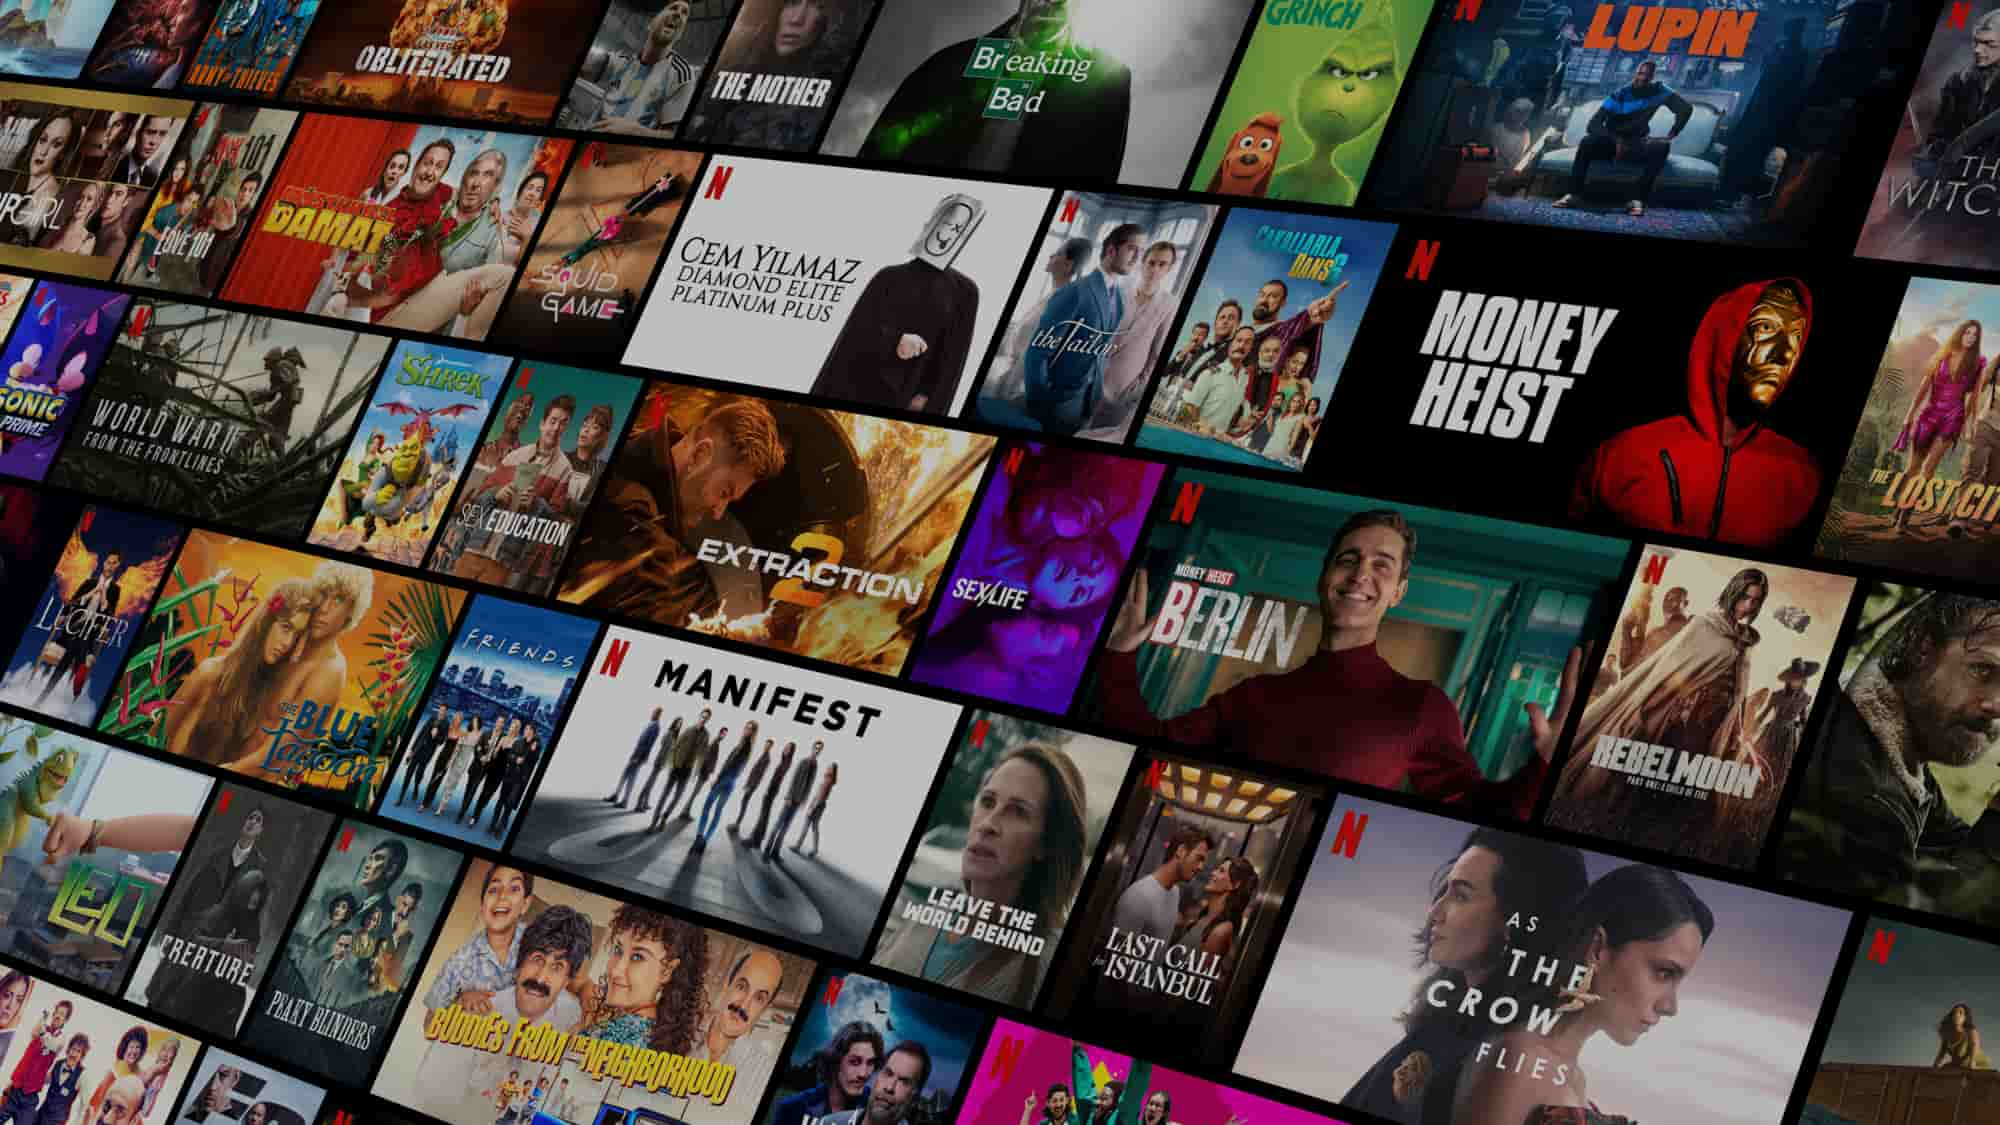 ARMY OF THIEVES
OBLITERATED
THE MOTHER
Breaking
Bad
GRINCH
LUPIN
THE
WITC
GIRL
LOVE 101
DAMAT
SQUID
GAME
N
CEM YILMAZ
DIAMOND ELITE
PLATINUM PLUS
N
the Tailor
ÇAKALLARLA
DANS 6
N
MONEY
HEIST
THE
LOST CIT
SONIC
PRIME
N
WORLD WAR II
FROM THE FRONTLINES
SHREK
N
SEX EDUCATION
N
EXTRACTION
2
N
SEX/LIFE
N
MONEY HEIST
BERLIN
N
REBEL MOON
PART ONE: A CHILD OF FIRE
N
LUCIFER
THE BLUE
Lagoon
FRIENDS
N
MANIFEST
N
LEAVE THE
WORLD BEHIND
N
LAST CALL
for ISTANBUL
N
AS
THE
CROW
FLIES
N
LEO
N
CREATURE
N
PEAKY BLINDERS
BUDDIES FROM THE NEIGHBORHOOD
N
N